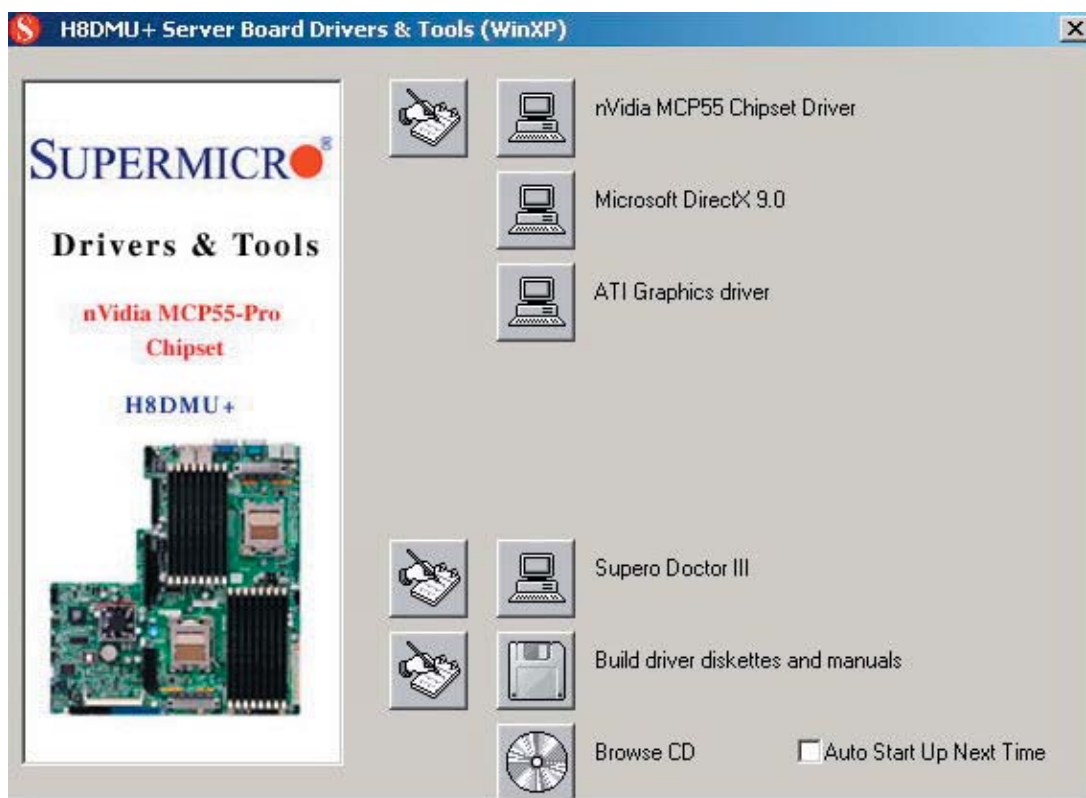 H8DMU+ Server Board Drivers & Tools (WinXP)
SUPERMICR®
Drivers & Tools
nVidia MCP55-Pro
Chipset
H8DMU+
nVidia MCP55 Chipset Driver
Microsoft DirectX 9.0
ATI Graphics driver
Supero Doctor III
Build driver diskettes and manuals
Browse CD
Auto Start Up Next Time